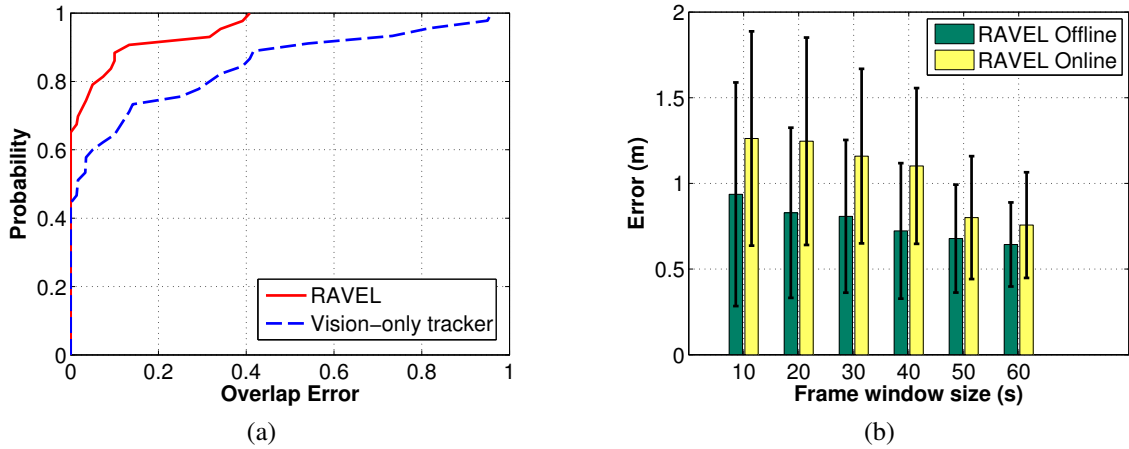 1
0.8
0.6
0.4
0.2
0
Probability
RAVEL
Vision-only tracker
0 0.2 0.4 0.6 0.8 1
Overlap Error
(a)
2
1.5
1
0.5
0
Error (m)
RAVEL Offline
RAVEL Online
10 20 30 40 50 60
Frame window size (s)
(b)